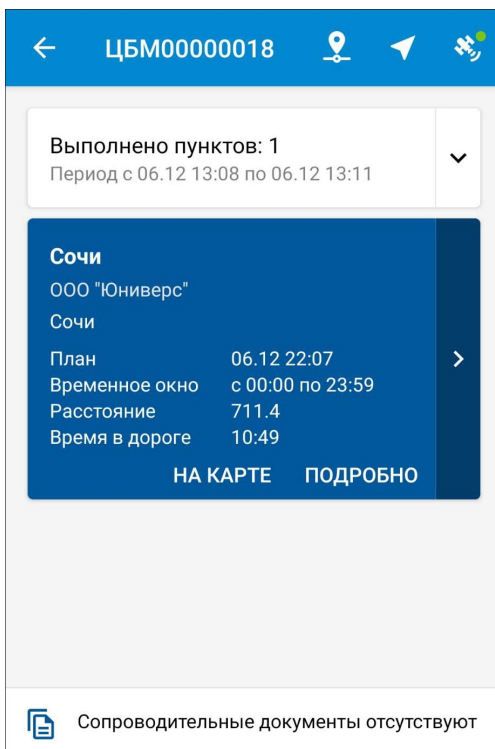 ЦБМ00000018
Выполнено пунктов: 1
Период с 06.12 13:08 по 06.12 13:11
Сочи
ООО "Юниверс"
Сочи
План 06.12 22:07
Временное окно с 00:00 по 23:59
Расстояние 711.4
Время в дороге 10:49
НА КАРТЕ ПОДРОБНО
Сопроводительные документы отсутствуют